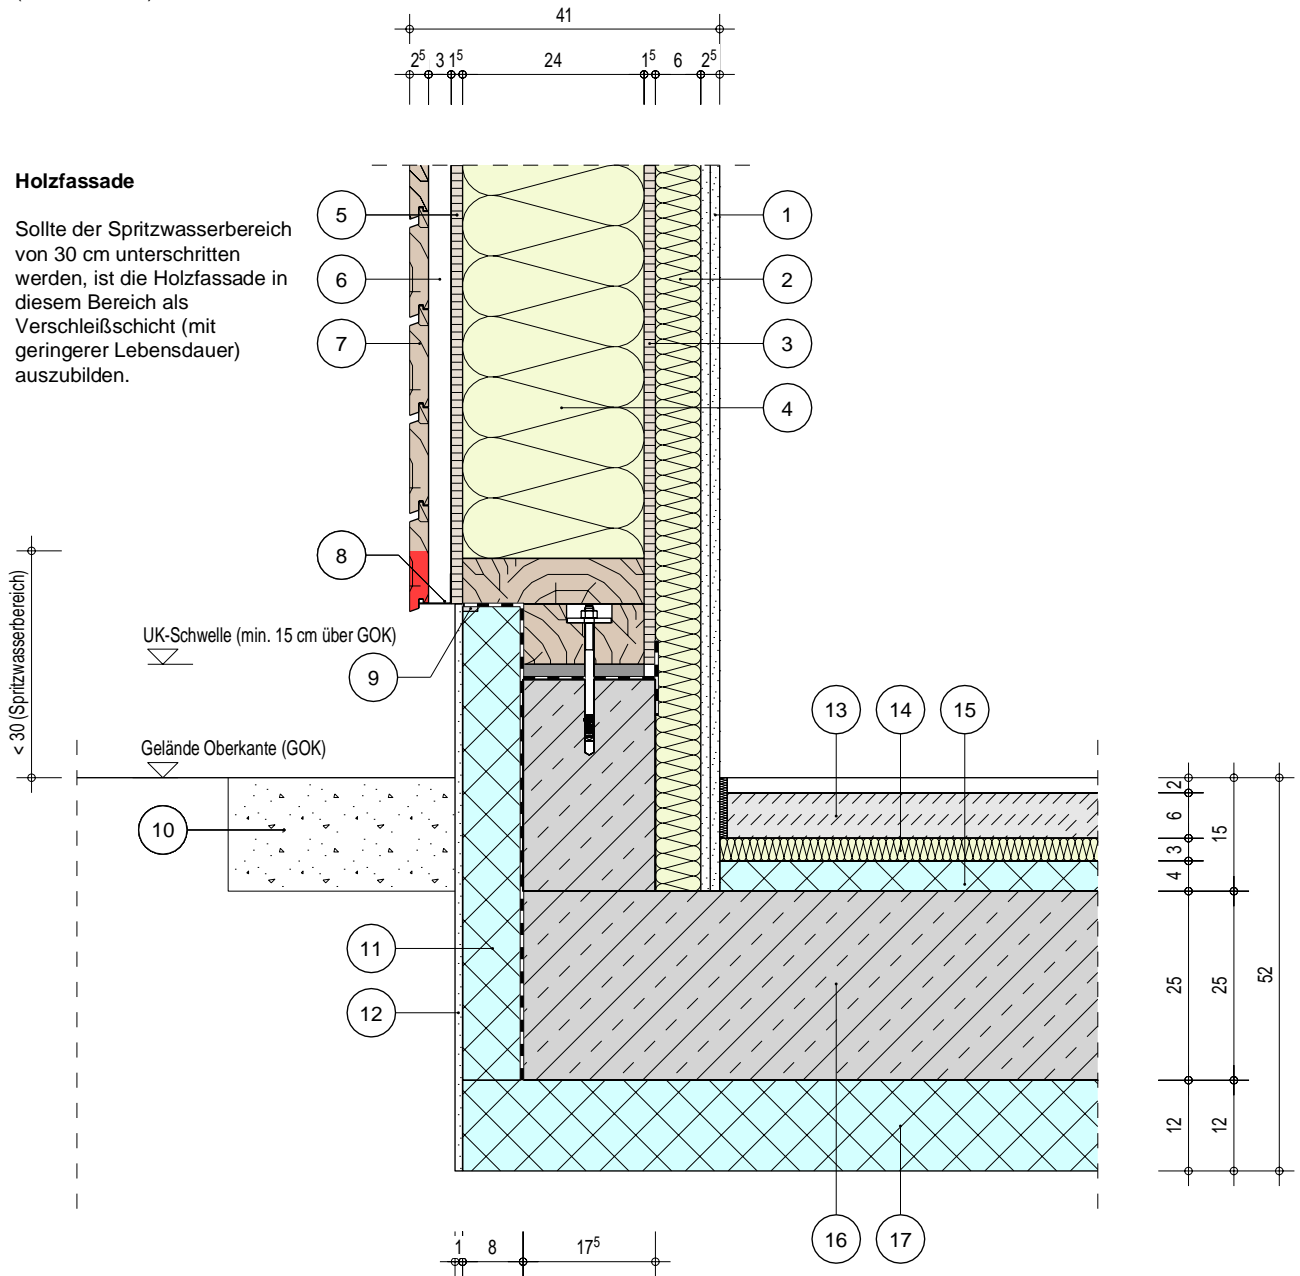 41
2⁵ 3 1⁵ 24 1⁵ 6 2⁵
Holzfassade
Sollte der Spritzwasserbereich
von 30 cm unterschritten
werden, ist die Holzfassade in
diesem Bereich als
Verschleißschicht (mit
geringerer Lebensdauer)
auszubilden.
5
6
7
8
1
2
3
4
< 30 (Spritzwasserbereich)
UK-Schwelle (min. 15 cm über GOK)
9
Gelände Oberkante (GOK)
10
11
12
13 14 15
2
6
3
4
15
25
25
52
12
12
16 17
1 8 17⁵